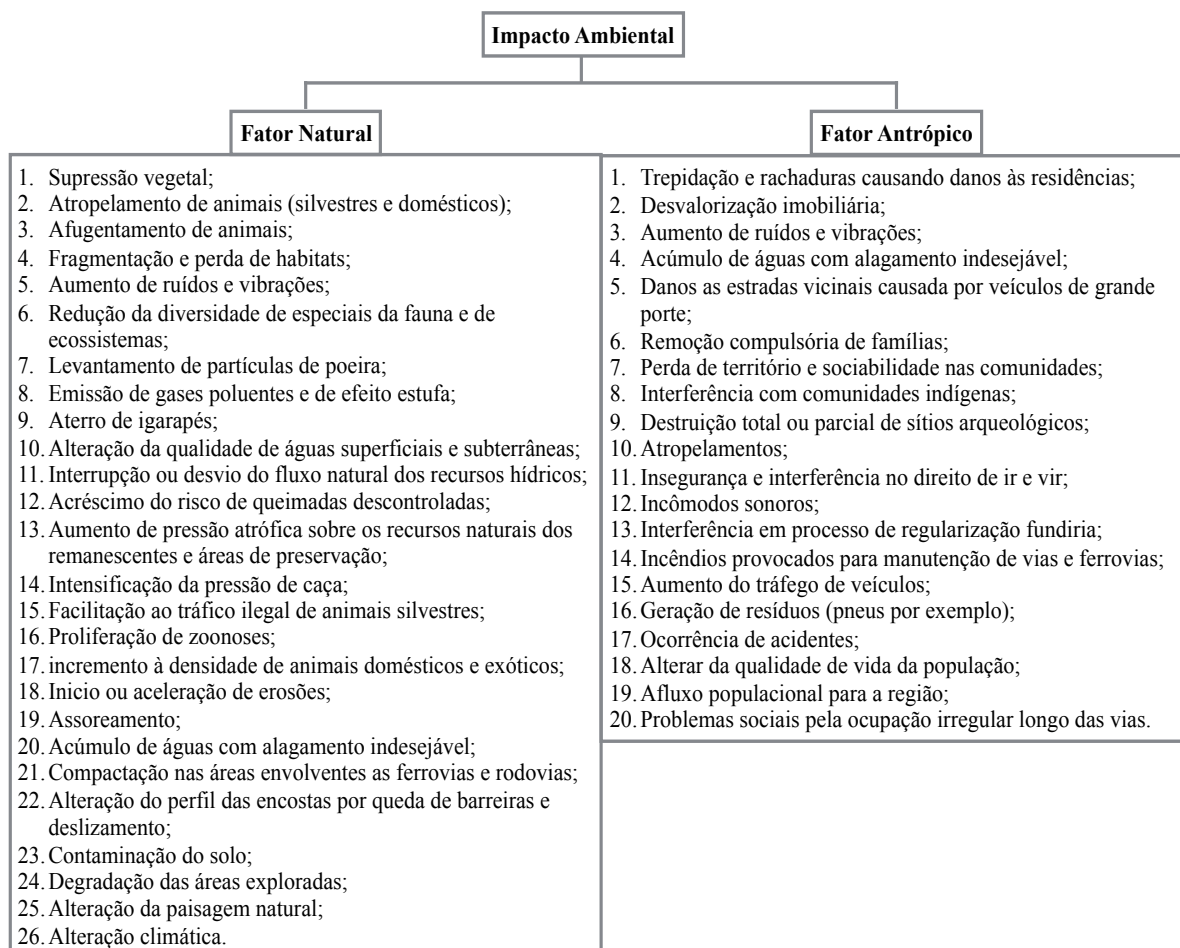 Impacto Ambiental
Fator Natural
1. Supressão vegetal;
2. Atropelamento de animais (silvestres e domésticos);
3. Afugentamento de animais;
4. Fragmentação e perda de habitats;
5. Aumento de ruídos e vibrações;
6. Redução da diversidade de especiais da fauna e de
ecossistemas;
7. Levantamento de partículas de poeira;
8. Emissão de gases poluentes e de efeito estufa;
9. Aterro de igarapés;
10. Alteração da qualidade de águas superficiais e subterrâneas;
11. Interrupção ou desvio do fluxo natural dos recursos hídricos;
12. Acréscimo do risco de queimadas descontroladas;
13. Aumento de pressão atrófica sobre os recursos naturais dos
remanescentes e áreas de preservação;
14. Intensificação da pressão de caça;
15. Facilitação ao tráfico ilegal de animais silvestres;
16. Proliferação de zoonoses;
17. incremento à densidade de animais domésticos e exóticos;
18. Inicio ou aceleração de erosões;
19. Assoreamento;
20. Acúmulo de águas com alagamento indesejável;
21. Compactação nas áreas envolventes as ferrovias e rodovias;
22. Alteração do perfil das encostas por queda de barreiras e
deslizamento;
23. Contaminação do solo;
24. Degradação das áreas exploradas;
25. Alteração da paisagem natural;
26. Alteração climática.
Fator Antrópico
1. Trepidação e rachaduras causando danos às residências;
2. Desvalorização imobiliária;
3. Aumento de ruídos e vibrações;
4. Acúmulo de águas com alagamento indesejável;
5. Danos as estradas vicinais causada por veículos de grande
porte;
6. Remoção compulsória de famílias;
7. Perda de território e sociabilidade nas comunidades;
8. Interferência com comunidades indígenas;
9. Destruição total ou parcial de sítios arqueológicos;
10. Atropelamentos;
11. Insegurança e interferência no direito de ir e vir;
12. Incômodos sonoros;
13. Interferência em processo de regularização fundiria;
14. Incêndios provocados para manutenção de vias e ferrovias;
15. Aumento do tráfego de veículos;
16. Geração de resíduos (pneus por exemplo);
17. Ocorrência de acidentes;
18. Alterar da qualidade de vida da população;
19. Afluxo populacional para a região;
20. Problemas sociais pela ocupação irregular longo das vias.